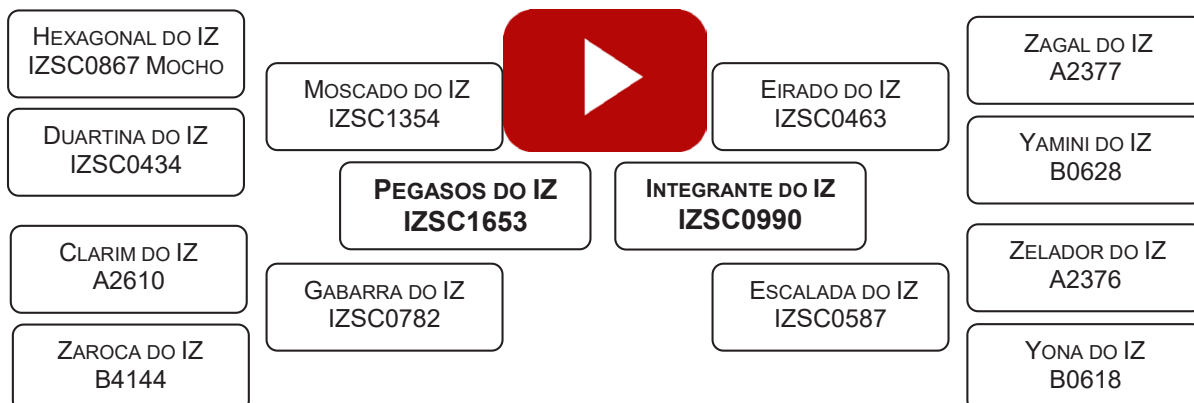 HEXAGONAL DO IZ
IZSC0867 MOCHO
DUARTINA DO IZ
IZSC0434
CLARIM DO IZ
A2610
ZAROCA DO IZ
B4144
MOSCADO DO IZ
IZSC1354
GABARRA DO IZ
IZSC0782
PEGASOS DO IZ
IZSC1653
INTEGRANTE DO IZ
IZSC0990
EIRADO DO IZ
IZSC0463
ESCALADA DO IZ
IZSC0587
ZAGAL DO IZ
A2377
YAMINI DO IZ
B0628
ZELADOR DO IZ
A2376
YONA DO IZ
B0618